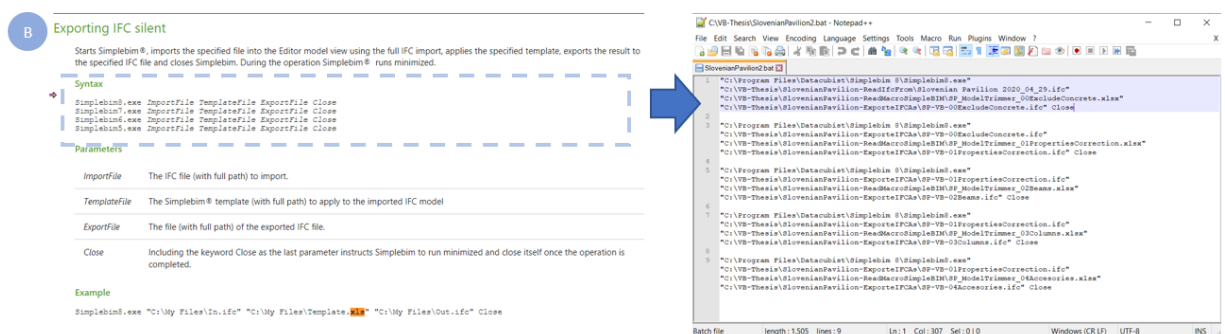 B
Exporting IFC silent
Starts Simplebim®, imports the specified file into the Editor model view using the full IFC import, applies the specified template, exports the result to
the specified IFC file and closes Simplebim. During the operation Simplebim® runs minimized.
Syntax
Simplebim8.exe ImportFile TemplateFile ExportFile Close
Simplebim7.exe ImportFile TemplateFile ExportFile Close
Simplebim6.exe ImportFile TemplateFile ExportFile Close
Simplebim5.exe ImportFile TemplateFile ExportFile Close
Parameters
ImportFile The IFC file (with full path) to import.
TemplateFile The Simplebim® template (with full path) to apply to the imported IFC model
ExportFile The file (with full path) of the exported IFC file.
Close Including the keyword Close as the last parameter instructs Simplebim to run minimized and close itself once the operation is
completed.
Example
Simplebim8.exe "C:\My Files\In.ifc" "C:\My Files\Template.xls" "C:\My Files\Out.ifc" Close
C:\VB-Thesis\SlovenianPavilion2.bat - Notepad++
File Edit Search View Encoding Language Settings Tools Macro Run Plugins Window ? X
SlovenianPavilion2.bat
1 "C:\Program Files\Datacubist\Simplebim 8\Simplebim8.exe"
"C:\VB-Thesis\SlovenianPavilion-ReadIfcFrom\Slovenian Pavilion 2020_04_29.ifc"
"C:\VB-Thesis\SlovenianPavilion-ReadMacroSimpleBIM\SP_ModelTrimmer_00ExcludeConcrete.xlsx"
"C:\VB-Thesis\SlovenianPavilion-ExporteIFCAs\SP-VB-00ExcludeConcrete.ifc" Close
2
3 "C:\Program Files\Datacubist\Simplebim 8\Simplebim8.exe"
"C:\VB-Thesis\SlovenianPavilion-ExporteIFCAs\SP-VB-00ExcludeConcrete.ifc"
"C:\VB-Thesis\SlovenianPavilion-ReadMacroSimpleBIM\SP_ModelTrimmer_01PropertiesCorrection.xlsx"
"C:\VB-Thesis\SlovenianPavilion-ExporteIFCAs\SP-VB-01PropertiesCorrection.ifc" Close
4
5 "C:\Program Files\Datacubist\Simplebim 8\Simplebim8.exe"
"C:\VB-Thesis\SlovenianPavilion-ExporteIFCAs\SP-VB-01PropertiesCorrection.ifc"
"C:\VB-Thesis\SlovenianPavilion-ReadMacroSimpleBIM\SP_ModelTrimmer_02Beams.xlsx"
"C:\VB-Thesis\SlovenianPavilion-ExporteIFCAs\SP-VB-02Beams.ifc" Close
6
7 "C:\Program Files\Datacubist\Simplebim 8\Simplebim8.exe"
"C:\VB-Thesis\SlovenianPavilion-ExporteIFCAs\SP-VB-01PropertiesCorrection.ifc"
"C:\VB-Thesis\SlovenianPavilion-ReadMacroSimpleBIM\SP_ModelTrimmer_03Columns.xlsx"
"C:\VB-Thesis\SlovenianPavilion-ExporteIFCAs\SP-VB-03Columns.ifc" Close
8
9 "C:\Program Files\Datacubist\Simplebim 8\Simplebim8.exe"
"C:\VB-Thesis\SlovenianPavilion-ExporteIFCAs\SP-VB-01PropertiesCorrection.ifc"
"C:\VB-Thesis\SlovenianPavilion-ReadMacroSimpleBIM\SP_ModelTrimmer_04Accesories.xlsx"
"C:\VB-Thesis\SlovenianPavilion-ExporteIFCAs\SP-VB-04Accesories.ifc" Close
Batch file length : 1.505 lines : 9 Ln : 1 Col : 307 Sel : 0 | 0 Windows (CR LF) UTF-8 INS